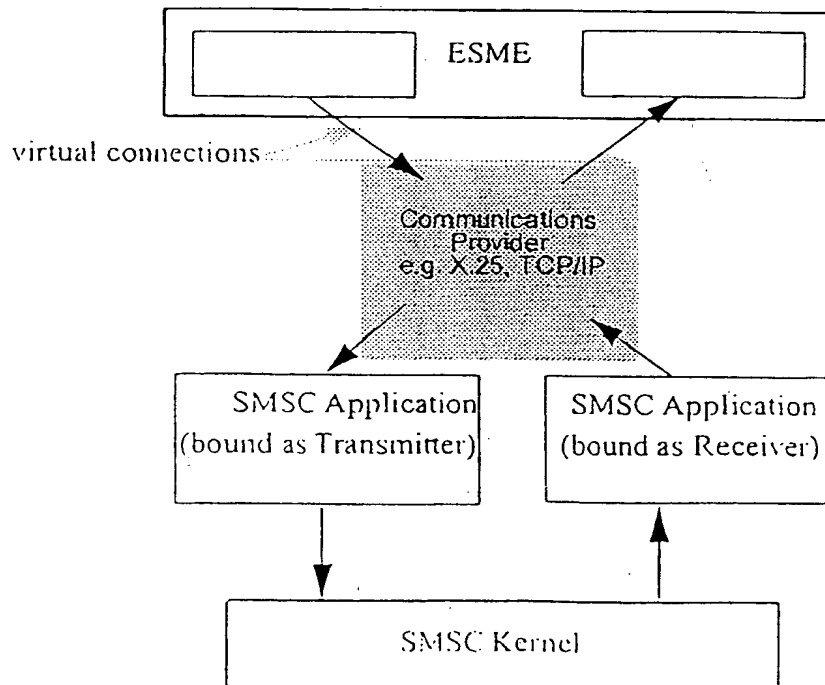 ESME
virtual connections
Communications
Provider
e.g. X.25, TCP/IP
SMSC Application
(bound as Transmitter)
SMSC Application
(bound as Receiver)
SMSC Kernel